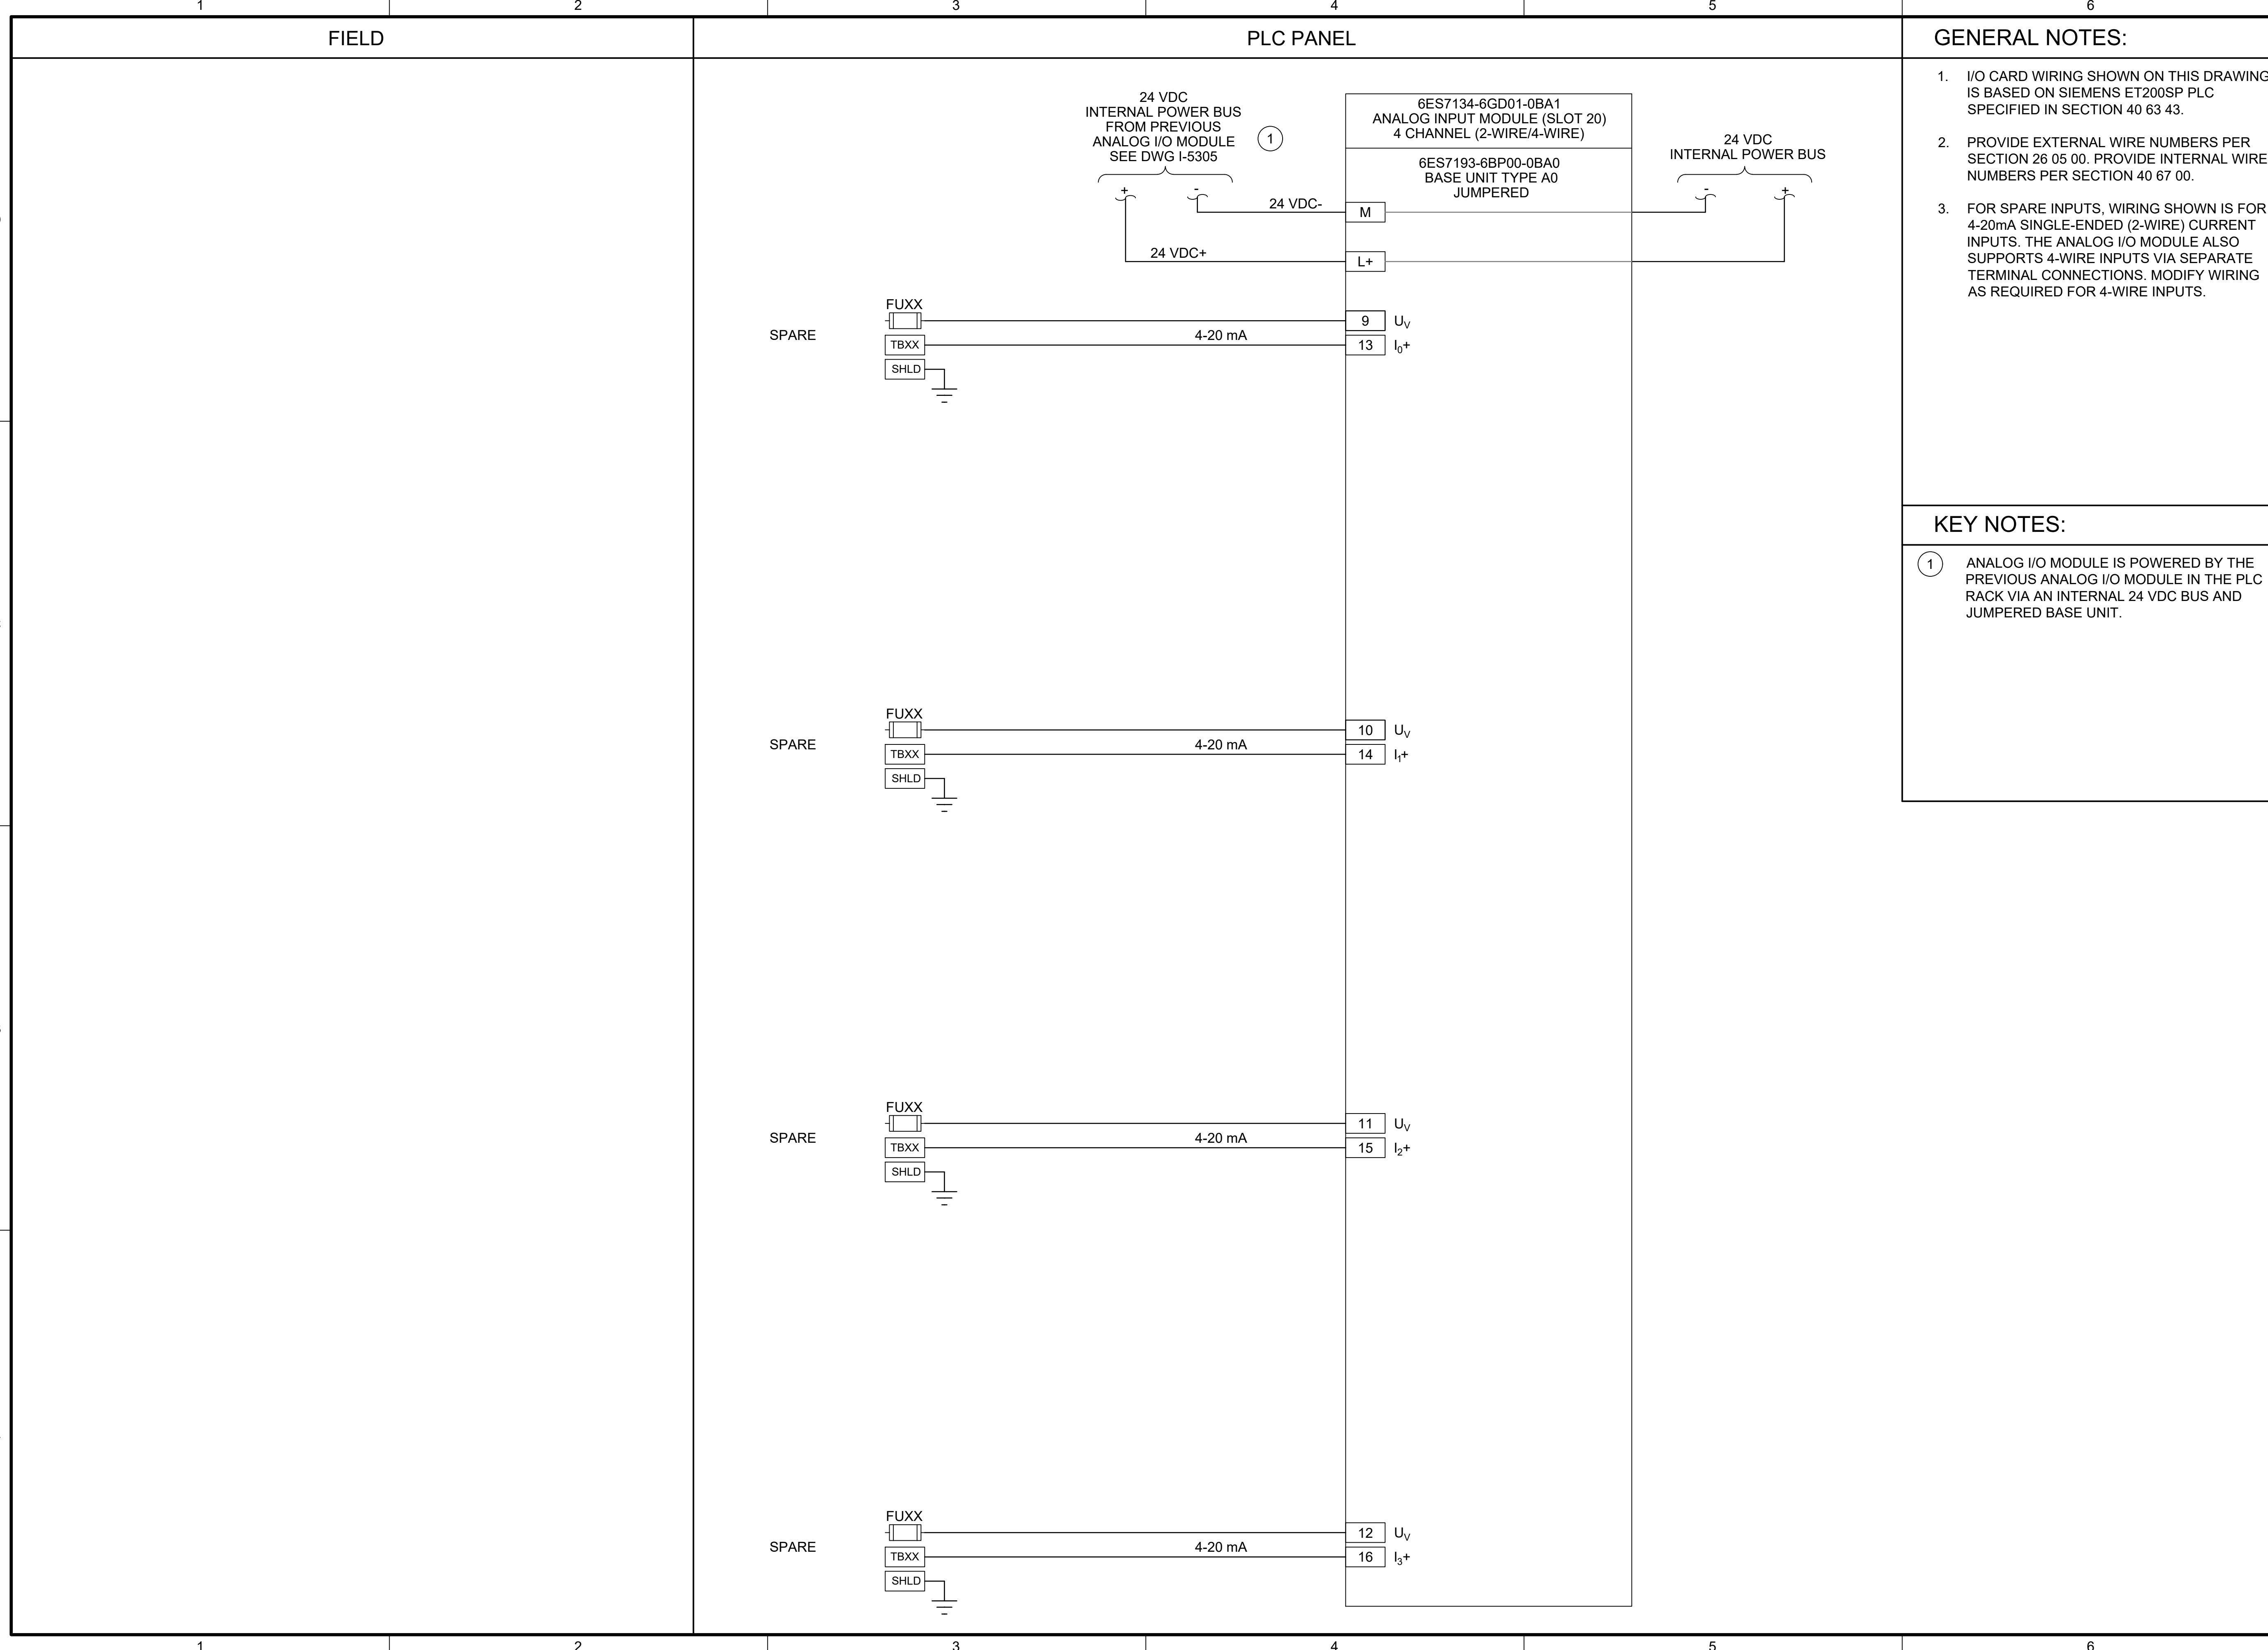 1 2 3 4 5 6
FIELD
PLC PANEL
GENERAL NOTES:
1. I/O CARD WIRING SHOWN ON THIS DRAWING
IS BASED ON SIEMENS ET200SP PLC
SPECIFIED IN SECTION 40 63 43.
2. PROVIDE EXTERNAL WIRE NUMBERS PER
SECTION 26 05 00. PROVIDE INTERNAL WIRE
NUMBERS PER SECTION 40 67 00.
3. FOR SPARE INPUTS, WIRING SHOWN IS FOR
4-20mA SINGLE-ENDED (2-WIRE) CURRENT
INPUTS. THE ANALOG I/O MODULE ALSO
SUPPORTS 4-WIRE INPUTS VIA SEPARATE
TERMINAL CONNECTIONS. MODIFY WIRING
AS REQUIRED FOR 4-WIRE INPUTS.
KEY NOTES:
1 ANALOG I/O MODULE IS POWERED BY THE
PREVIOUS ANALOG I/O MODULE IN THE PLC
RACK VIA AN INTERNAL 24 VDC BUS AND
JUMPERED BASE UNIT.
24 VDC
INTERNAL POWER BUS
FROM PREVIOUS
ANALOG I/O MODULE
SEE DWG I-5305
1
+ -
6ES7134-6GD01-0BA1
ANALOG INPUT MODULE (SLOT 20)
4 CHANNEL (2-WIRE/4-WIRE)
6ES7193-6BP00-0BA0
BASE UNIT TYPE A0
JUMPERED
24 VDC
INTERNAL POWER BUS
- +
24 VDC- M
24 VDC+ L+
FUXX
9 UV
SPARE
4-20 mA
TBXX
13 I0+
SHLD
FUXX
10 UV
SPARE
4-20 mA
TBXX
14 I1+
SHLD
FUXX
11 UV
SPARE
4-20 mA
TBXX
15 I2+
SHLD
FUXX
12 UV
SPARE
4-20 mA
TBXX
16 I3+
SHLD
1 2 3 4 5 6